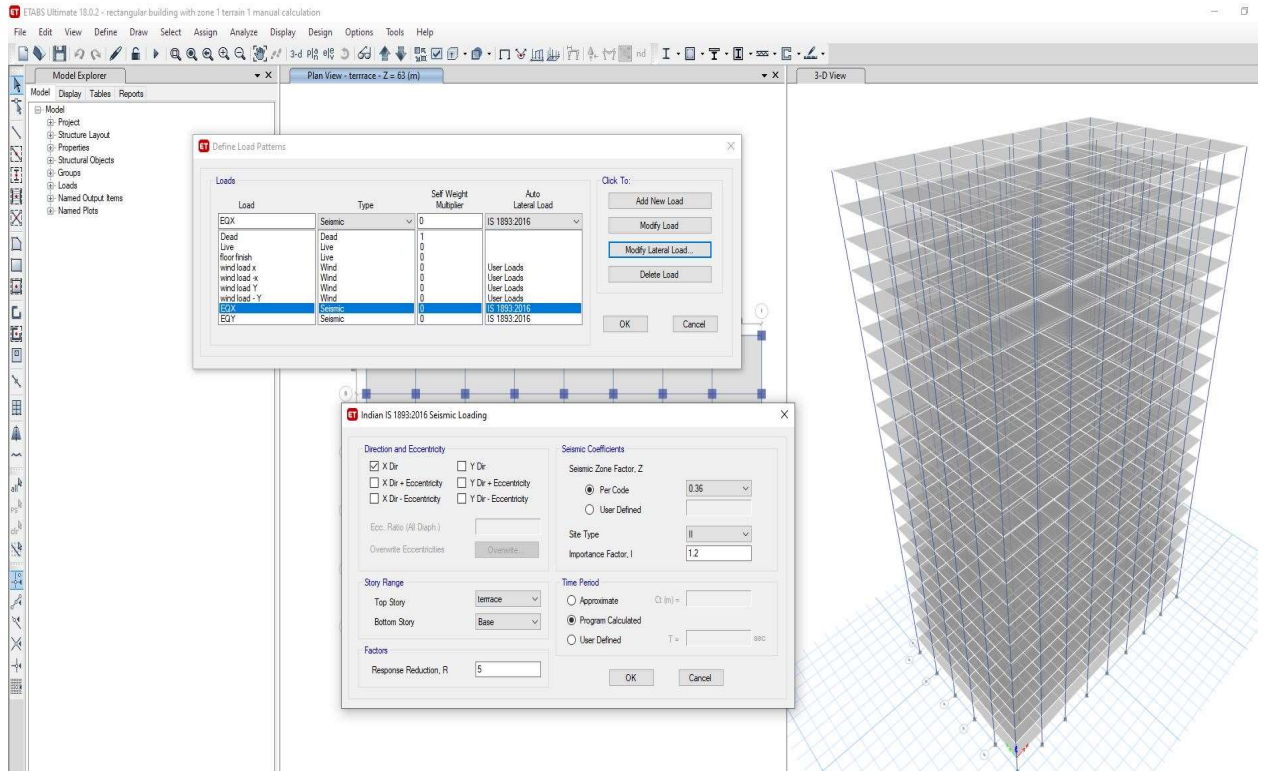 ETABS Ultimate 18.0.2 - rectangular building with zone 1 terrain 1 manual calculation
File Edit View Define Draw Select Assign Analyze Display Design Options Tools Help
3-d nd
Model Explorer
Plan View - terrrace - Z = 63 (m)
3-D View
Model Display Tables Reports
Model
Project
Structure Layout
Properties
Structural Objects
Groups
Loads
Named Output Items
Named Plots
all
Define Load Patterns
Loads
Load Type Self Weight Multiplier Auto Lateral Load
EQX Seismic 0 IS 1893:2016
Dead Dead 1
Live Live 0
floor finish Live 0
wind load x Wind 0 User Loads
wind load -x Wind 0 User Loads
wind load Y Wind 0 User Loads
wind load - Y Wind 0 User Loads
EQX Seismic 0 IS 1893:2016
EQY Seismic 0 IS 1893:2016
Click To:
Add New Load
Modify Load
Modify Lateral Load...
Delete Load
OK Cancel
Indian IS 1893:2016 Seismic Loading
Direction and Eccentricity
X Dir Y Dir
X Dir + Eccentricity Y Dir + Eccentricity
X Dir - Eccentricity Y Dir - Eccentricity
Ecc. Ratio (All Diaph.)
Overwrite Eccentricities Overwrite...
Story Range
Top Story terrrace
Bottom Story Base
Factors
Response Reduction, R 5
Seismic Coefficients
Seismic Zone Factor, Z
Per Code 0.36
User Defined
Site Type II
Importance Factor, I 1.2
Time Period
Approximate Ct (m) =
Program Calculated
User Defined T = sec
OK Cancel